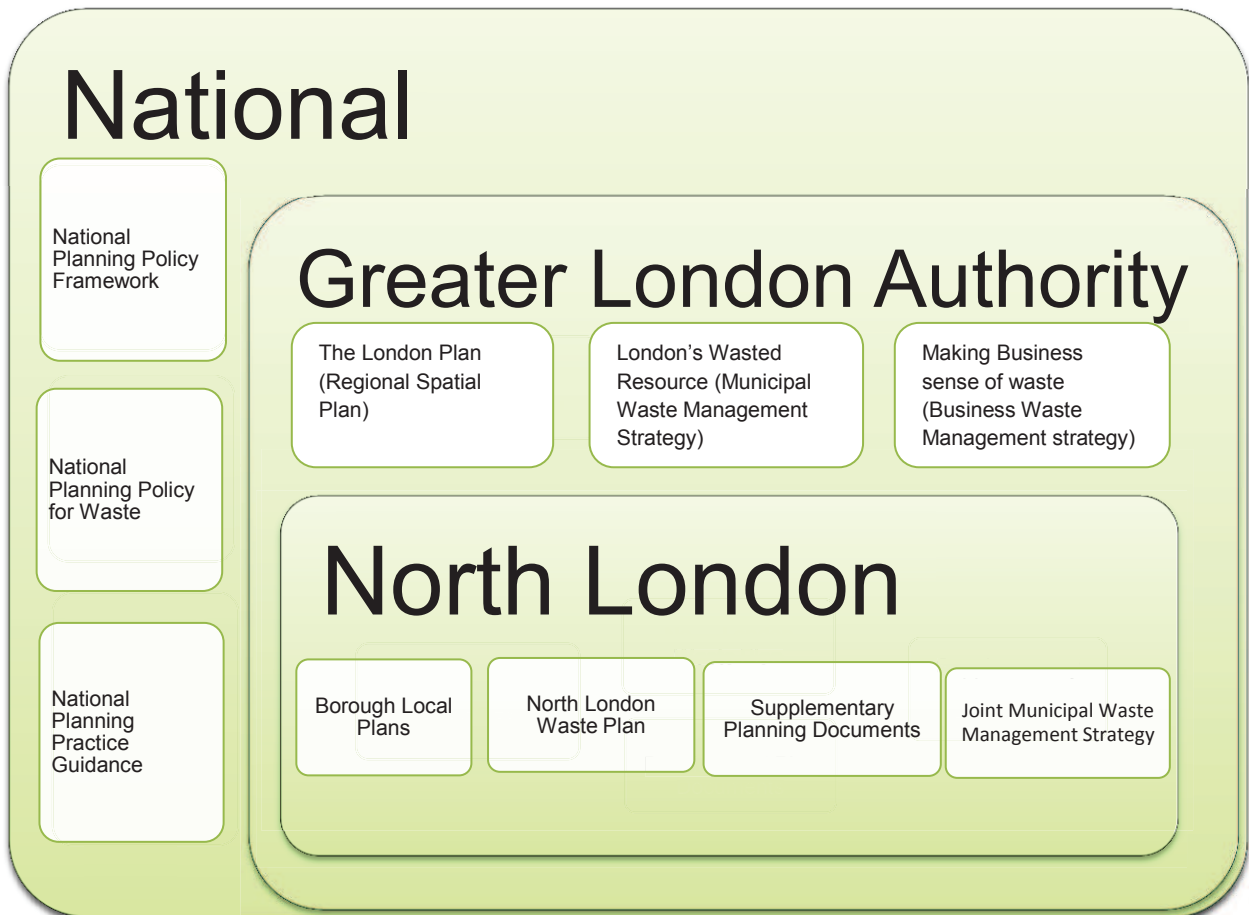 National
National
Planning Policy
Framework
National
Planning Policy
for Waste
National
Planning
Practice
Guidance
Greater London Authority
The London Plan
(Regional Spatial
Plan)
London’s Wasted
Resource (Municipal
Waste Management
Strategy)
Making Business
sense of waste
(Business Waste
Management strategy)
North London
Borough Local
Plans
North London
Waste Plan
Supplementary
Planning Documents
Joint Municipal Waste
Management Strategy